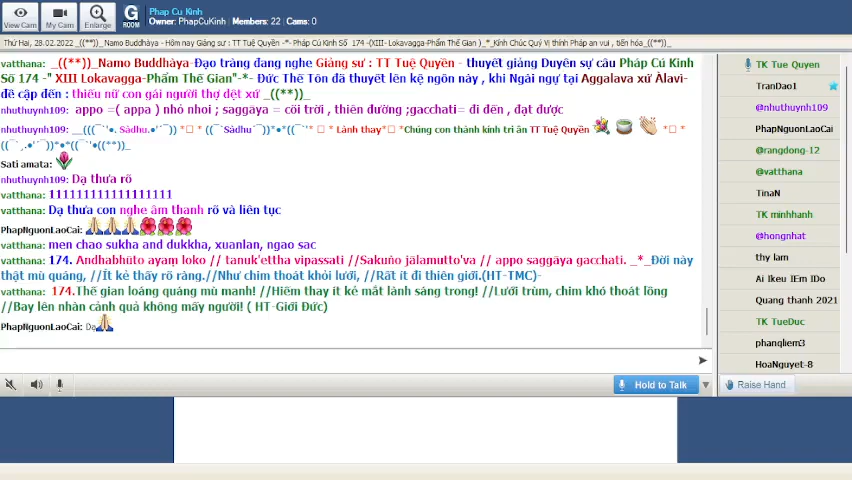 Phap Cu Kinh
Owner: PhapCuKinh | Members: 22 | Cams: 0
View Cam
My Cam
Enlarge
G ROOM
Thứ Hai, 28.02.2022 _((**))_Namo Buddhàya - Hôm nay Giảng sư : TT Tuệ Quyền -*- Pháp Cú Kinh Số 174 -(XIII- Lokavagga-Phẩm Thế Gian )_*_Kính Chúc Quý Vị thính Pháp an vui , tiến hóa_((**))_
vatthana: _((**))_Namo Buddhàya-Đạo tràng đang nghe Giảng sư : TT Tuệ Quyền - thuyết giảng Duyên sự câu Pháp Cú Kinh
Số 174 -" XIII Lokavagga-Phẩm Thế Gian"-*- Đức Thế Tôn đã thuyết lên kệ ngôn này , khi Ngài ngự tại Aggalava xứ Àlavì-
đề cập đến : thiếu nữ con gái người thợ dệt xứ _((**))_
nhuthuynh109: appo =( appa ) nhỏ nhoi ; saggàya = cõi trời , thiên đường ;gacchati= đi đến , đạt được
nhuthuynh109: __(((¯`'•. Sádhu.•'´¯)) *□ * ((¯`Sádhu´¯))*•*((¯`'* □ * Lành thay*□ *Chúng con thành kính tri ân TT Tuệ Quyền *□ *
((¯`¸.•'´¯))*•*((¯`'•((**))_
Sati amata:
nhuthuynh109: Dạ thưa rõ
vatthana: 111111111111111111
vatthana: Dạ thưa con nghe âm thanh rõ và liên tục
PhapNguonLaoCai:
vatthana: men chao sukha and dukkha, xuanlan, ngao sac
vatthana: 174. Andhabhūto ayaṃ loko // tanuk'ettha vipassati //Sakuṇo jālamutto'va // appo saggāya gacchati. _*_Đời này
thật mù quáng, //Ít kẻ thấy rõ ràng.//Như chim thoát khỏi lưới, //Rất ít đi thiên giới.(HT-TMC)-
vatthana: 174.Thế gian loáng quáng mù manh! //Hiếm thay ít kẻ mắt lành sáng trong! //Lưới trùm, chim khó thoát lồng
//Bay lên nhàn cảnh quả không mấy người! ( HT-Giới Đức)
PhapNguonLaoCai: Dạ
Hold to Talk
TK Tue Quyen
TranDao1
@nhuthuynh109
PhapNguonLaoCai
@rangdong-12
@vatthana
TinaN
TK minhhanh
@hongnhat
thy lam
Ai Ikeu IEm IDo
Quang thanh 2021
TK TueDuc
phanqliem3
HoaNguyet-8
Raise Hand